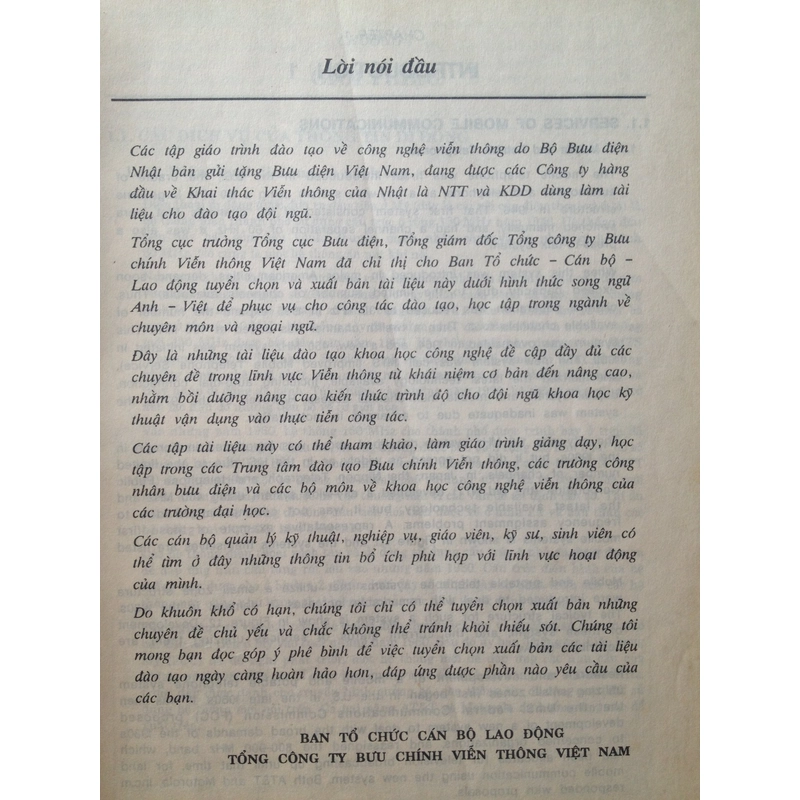 Lời nói đầu
Các tập giáo trình đào tạo về công nghệ viễn thông do Bộ Bưu điện
Nhật bản gửi tặng Bưu điện Việt Nam, đang được các Công ty hàng
đầu về Khai thác Viễn thông của Nhật là NTT và KDD dùng làm tài
liệu cho đào tạo đội ngũ.
Tổng cục trưởng Tổng cục Bưu điện, Tổng giám đốc Tổng công ty Bưu
chính Viễn thông Việt Nam đã chỉ thị cho Ban Tổ chức – Cán bộ –
Lao động tuyển chọn và xuất bản tài liệu này dưới hình thức song ngữ
Anh – Việt để phục vụ cho công tác đào tạo, học tập trong ngành về
chuyên môn và ngoại ngữ.
Đây là những tài liệu đào tạo khoa học công nghệ đề cập đầy đủ các
chuyên đề trong lĩnh vực Viễn thông từ khái niệm cơ bản đến nâng cao,
nhằm bồi dưỡng nâng cao kiến thức trình độ cho đội ngũ khoa học kỹ
thuật vận dụng vào thực tiễn công tác.
Các tập tài liệu này có thể tham khảo, làm giáo trình giảng dạy, học
tập trong các Trung tâm đào tạo Bưu chính Viễn thông, các trường công
nhân bưu điện và các bộ môn về khoa học công nghệ viễn thông của
các trường đại học.
Các cán bộ quản lý kỹ thuật, nghiệp vụ, giáo viên, kỹ sư, sinh viên có
thể tìm ở đây những thông tin bổ ích phù hợp với lĩnh vực hoạt động
của mình.
Do khuôn khổ có hạn, chúng tôi chỉ có thể tuyển chọn xuất bản những
chuyên đề chủ yếu và chắc không thể tránh khỏi thiếu sót. Chúng tôi
mong bạn đọc góp ý phê bình để việc tuyển chọn xuất bản các tài liệu
đào tạo ngày càng hoàn hảo hơn, đáp ứng được phần nào yêu cầu của
các bạn.
BAN TỔ CHỨC CÁN BỘ LAO ĐỘNG
TỔNG CÔNG TY BƯU CHÍNH VIỄN THÔNG VIỆT NAM